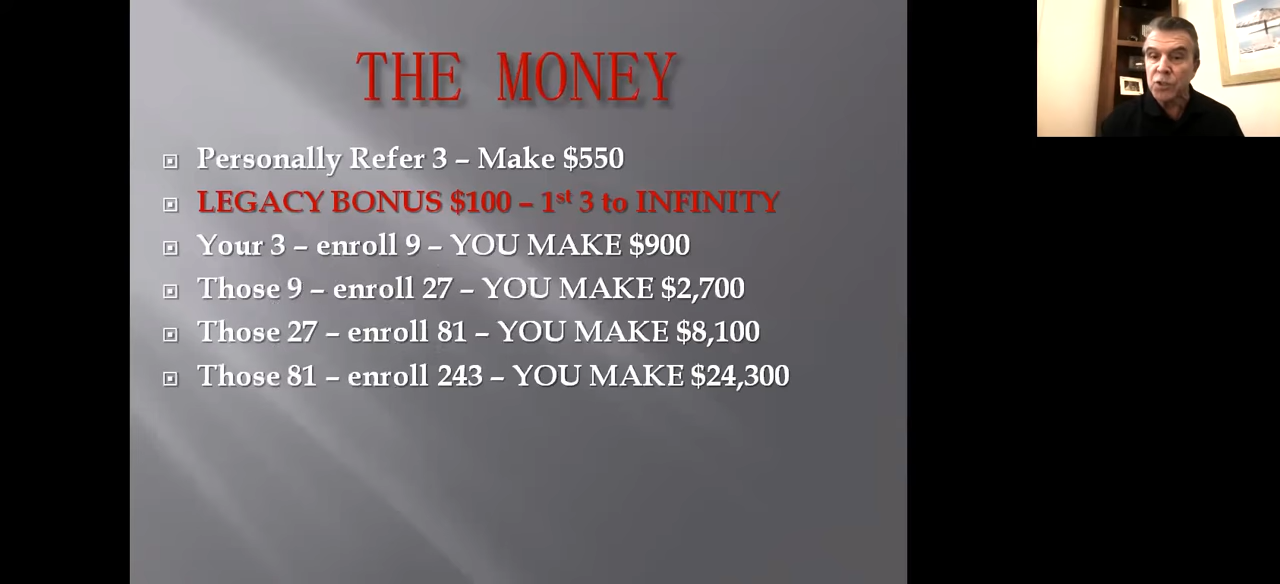 THE MONEY
Personally Refer 3 – Make $550
LEGACY BONUS $100 – 1st 3 to INFINITY
Your 3 – enroll 9 – YOU MAKE $900
Those 9 – enroll 27 – YOU MAKE $2,700
Those 27 – enroll 81 – YOU MAKE $8,100
Those 81 – enroll 243 – YOU MAKE $24,300